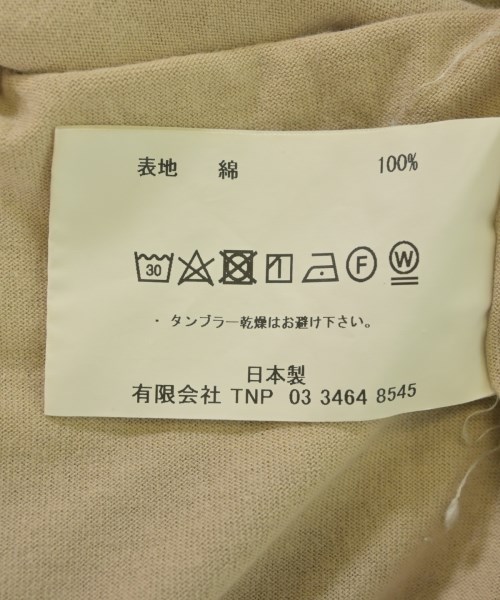 表地 綿 100%
30 F W
・ タンブラー乾燥はお避け下さい。
日本製
有限会社 TNP 03 3464 8545